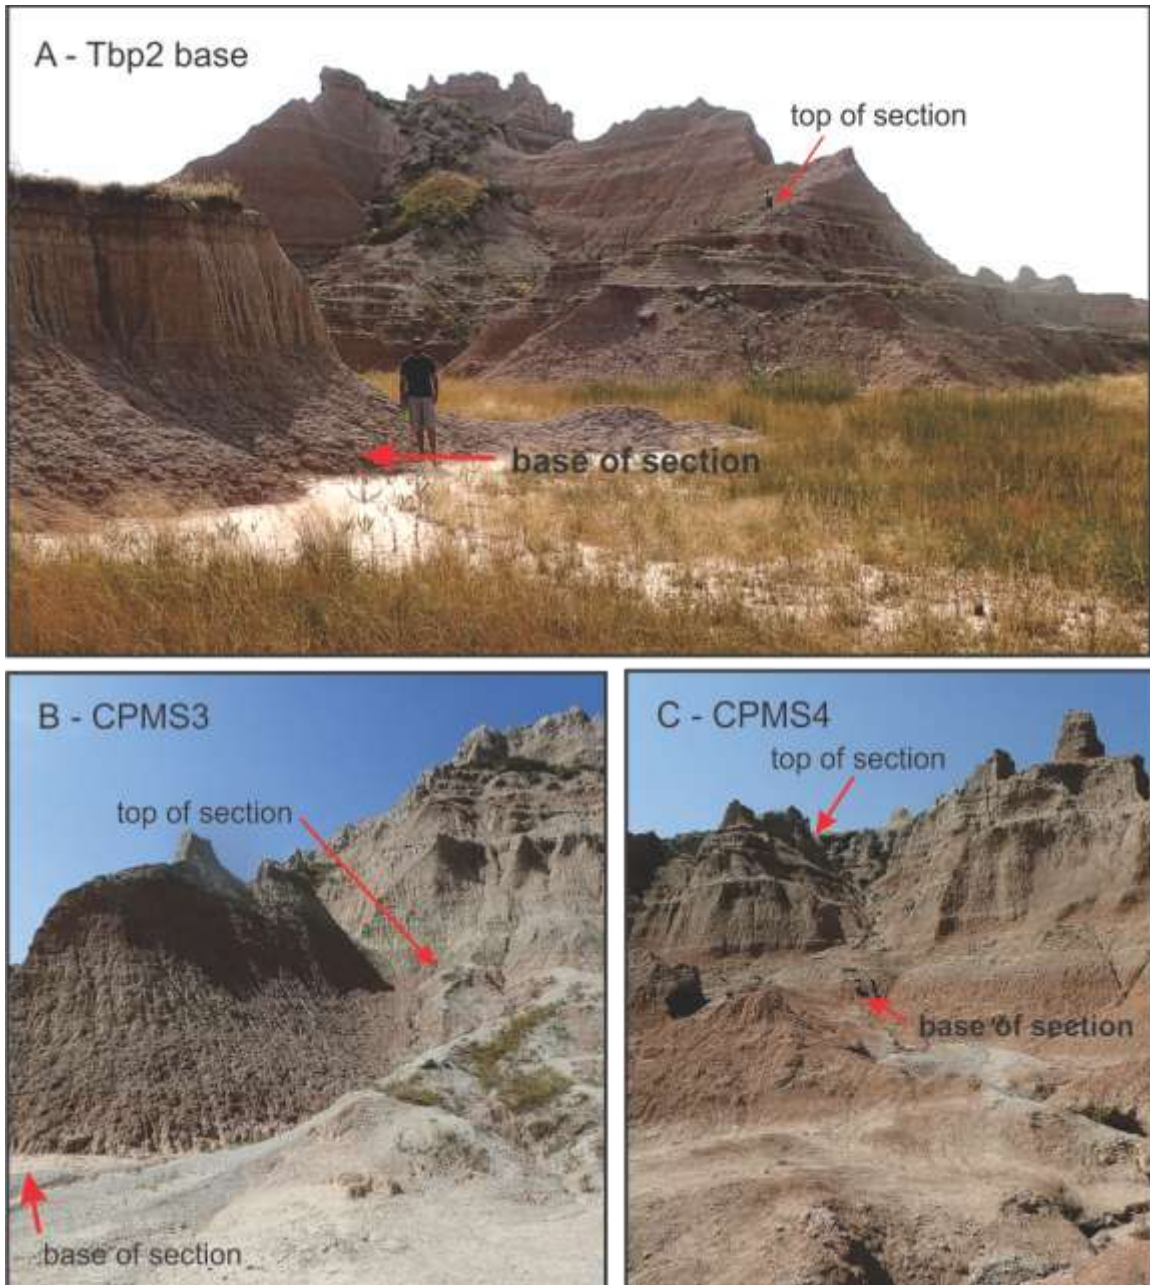 A - Tbp2 base
top of section
base of section
B - CPMS3
top of section
base of section
C - CPMS4
top of section
base of section